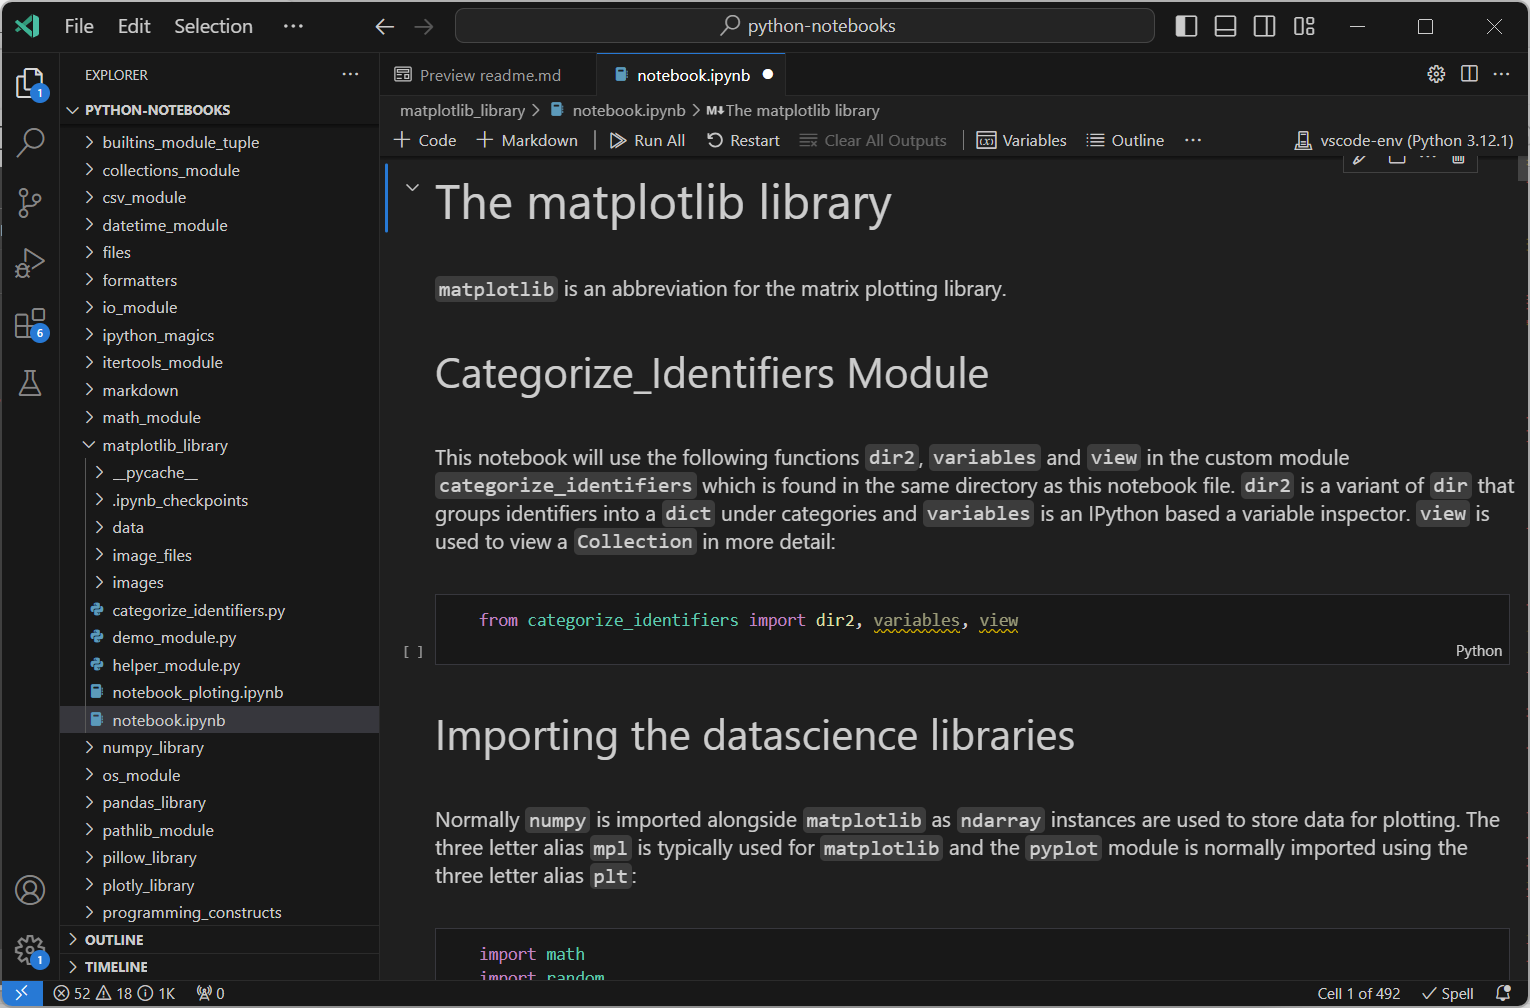 File Edit Selection ···
python-notebooks
EXPLORER ···
Preview readme.md
notebook.ipynb
PYTHON-NOTEBOOKS
matplotlib_library > notebook.ipynb > M↓The matplotlib library
+ Code + Markdown Run All Restart Clear All Outputs Variables Outline ··· vscode-env (Python 3.12.1)
builtins_module_tuple
collections_module
csv_module
datetime_module
files
formatters
io_module
ipython_magics
itertools_module
markdown
math_module
matplotlib_library
__pycache__
.ipynb_checkpoints
data
image_files
images
categorize_identifiers.py
demo_module.py
helper_module.py
notebook_ploting.ipynb
notebook.ipynb
numpy_library
os_module
pandas_library
pathlib_module
pillow_library
plotly_library
programming_constructs
OUTLINE
TIMELINE
1
6
1
The matplotlib library
matplotlib is an abbreviation for the matrix plotting library.
Categorize_Identifiers Module
This notebook will use the following functions dir2, variables and view in the custom module
categorize_identifiers which is found in the same directory as this notebook file. dir2 is a variant of dir that
groups identifiers into a dict under categories and variables is an IPython based a variable inspector. view is
used to view a Collection in more detail:
from categorize_identifiers import dir2, variables, view
[ ]
Python
Importing the datascience libraries
Normally numpy is imported alongside matplotlib as ndarray instances are used to store data for plotting. The
three letter alias mpl is typically used for matplotlib and the pyplot module is normally imported using the
three letter alias plt:
import math
import random
52 18 1K 0 Cell 1 of 492 Spell